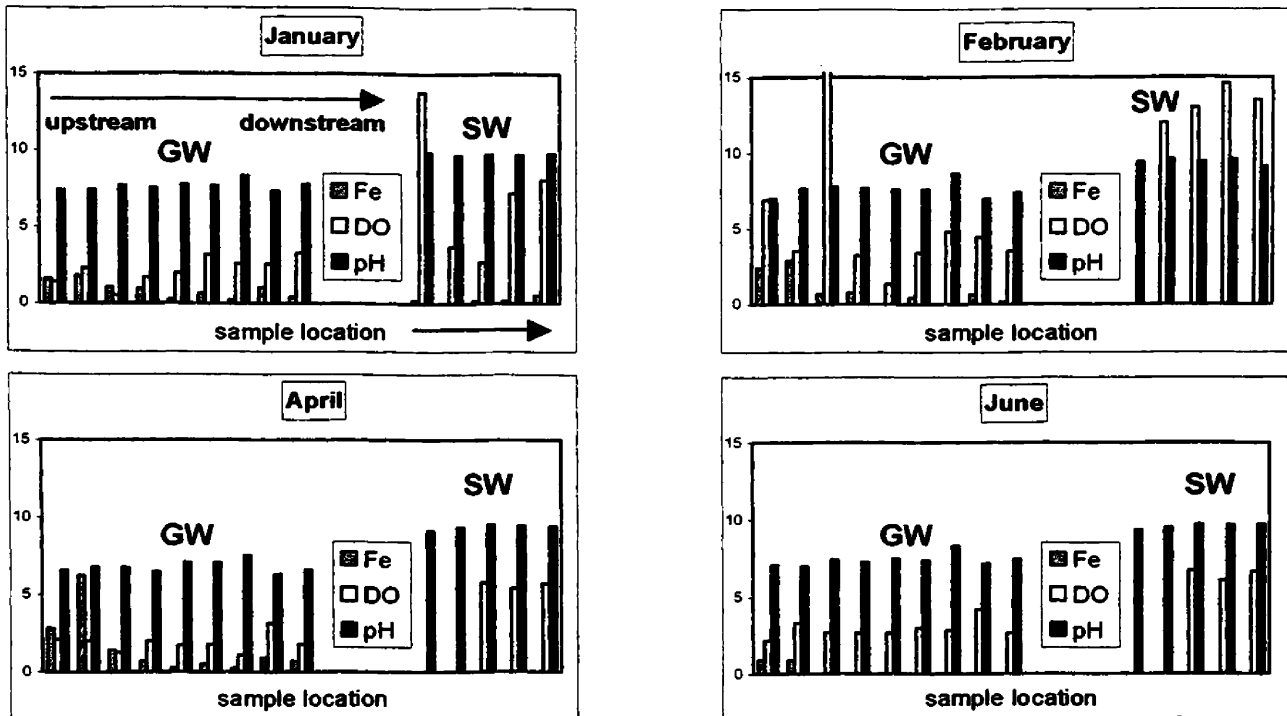 January
15
10
5
0
upstream downstream
GW
SW
Fe
DO
pH
sample location
February
15
10
5
0
GW
SW
Fe
DO
pH
sample location
April
15
10
5
0
GW
SW
Fe
DO
pH
sample location
June
15
10
5
0
GW
SW
Fe
DO
pH
sample location